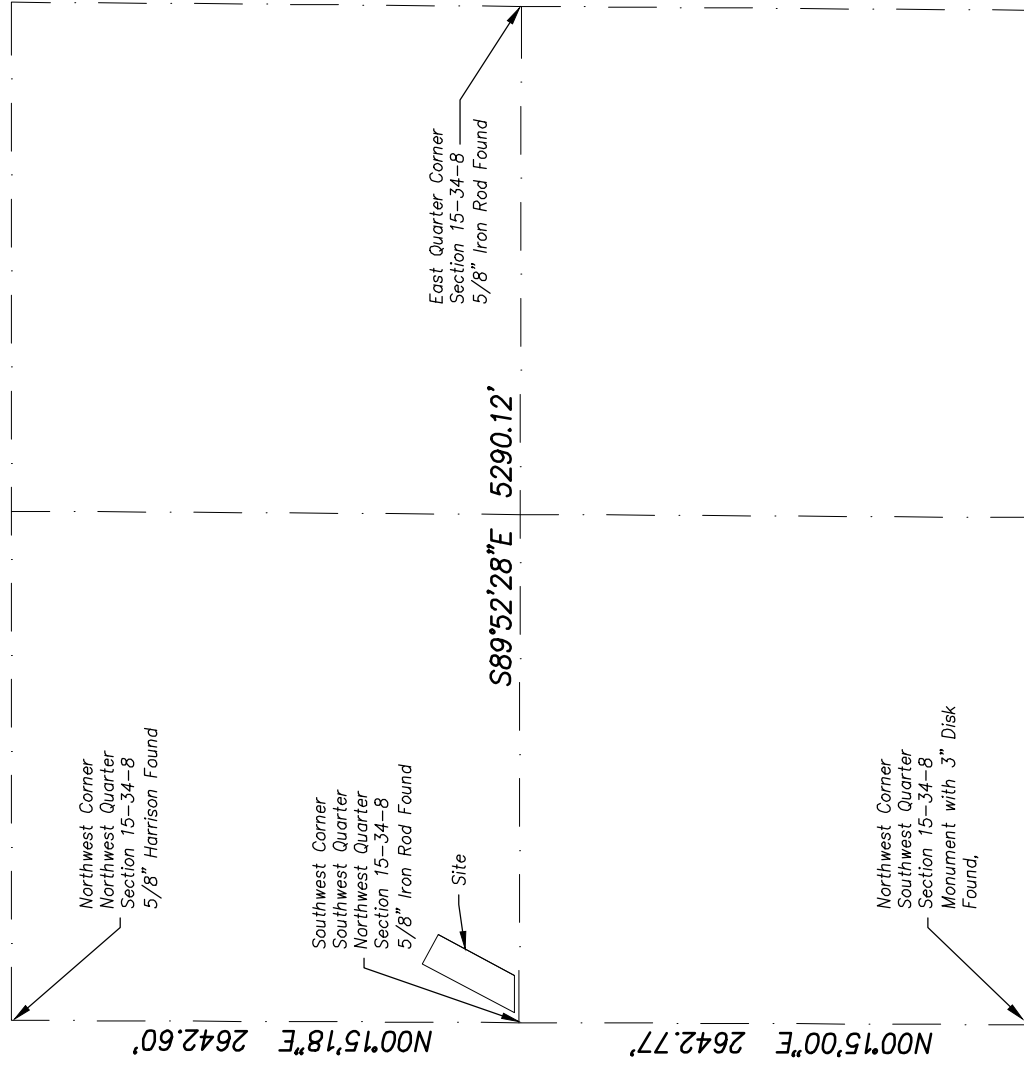 Northwest Corner
Northwest Quarter
Section 15-34-8
5/8" Harrison Found
East Quarter Corner
Section 15-34-8
5/8" Iron Rod Found
S89°52'28"E 5290.12'
Southwest Corner
Southwest Quarter
Northwest Quarter
Section 15-34-8
5/8" Iron Rod Found
Site
N00°15'18"E 2642.60'
Northwest Corner
Southwest Quarter
Section 15-34-8
Monument with 3" Disk
Found,
N00°15'00"E 2642.77'